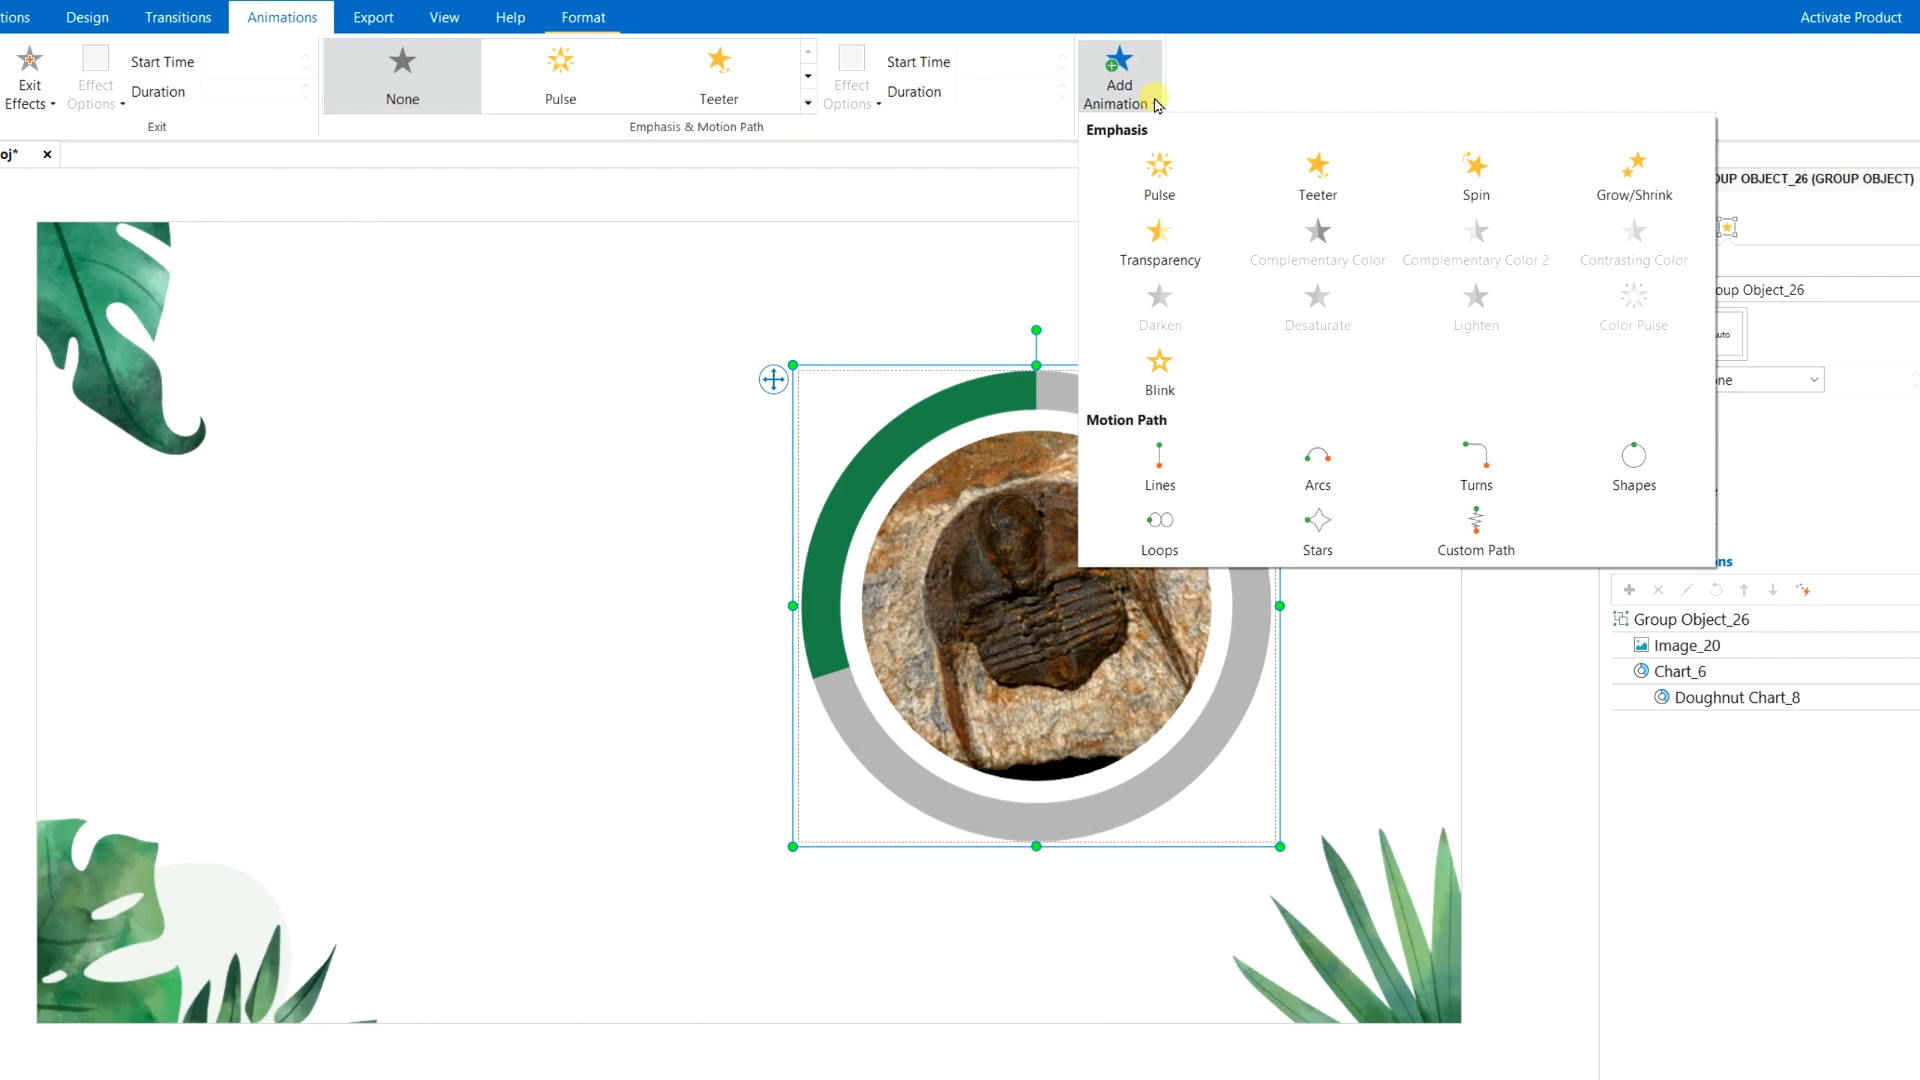 tions Design Transitions Animations Export View Help Format Activate Product
Exit Effects
Effect Options
Start Time
Duration
Exit
None
Pulse
Teeter
Effect Options
Start Time
Duration
Emphasis & Motion Path
Add Animation
oj*
Emphasis
Pulse Teeter Spin Grow/Shrink
Transparency Complementary Color Complementary Color 2 Contrasting Color
Darken Desaturate Lighten Color Pulse
Blink
Motion Path
Lines Arcs Turns Shapes
Loops Stars Custom Path
OUP OBJECT_26 (GROUP OBJECT)
oup Object_26
uto
one
ns
Group Object_26
Image_20
Chart_6
Doughnut Chart_8